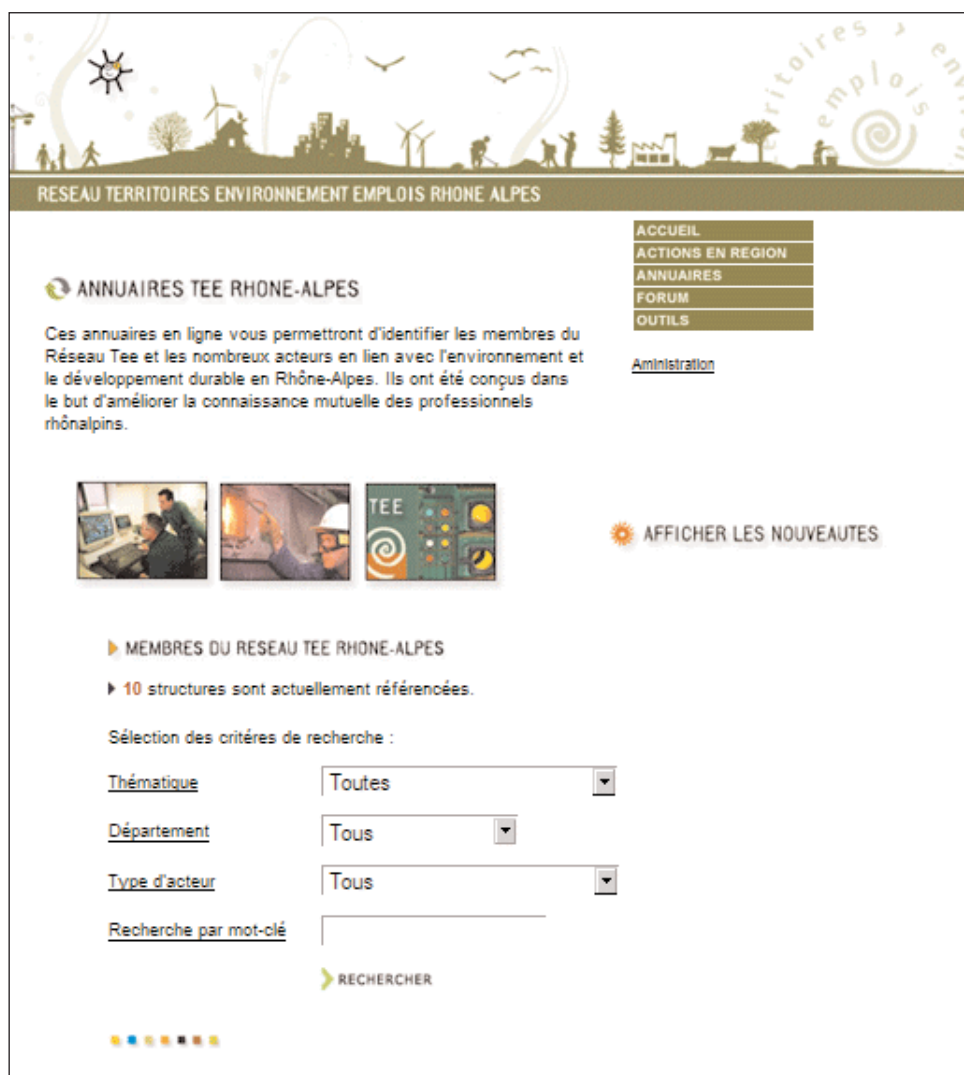 territoires > envi
emplois
RESEAU TERRITOIRES ENVIRONNEMENT EMPLOIS RHONE ALPES
ACCUEIL
ACTIONS EN REGION
ANNUAIRES
FORUM
OUTILS
Aministration
ANNUAIRES TEE RHONE-ALPES
Ces annuaires en ligne vous permettront d'identifier les membres du
Réseau Tee et les nombreux acteurs en lien avec l'environnement et
le développement durable en Rhône-Alpes. Ils ont été conçus dans
le but d'améliorer la connaissance mutuelle des professionnels
rhônalpins.
TEE
AFFICHER LES NOUVEAUTES
MEMBRES DU RESEAU TEE RHONE-ALPES
10 structures sont actuellement référencées.
Sélection des critéres de recherche :
Thématique
Toutes
Département
Tous
Type d'acteur
Tous
Recherche par mot-clé
RECHERCHER